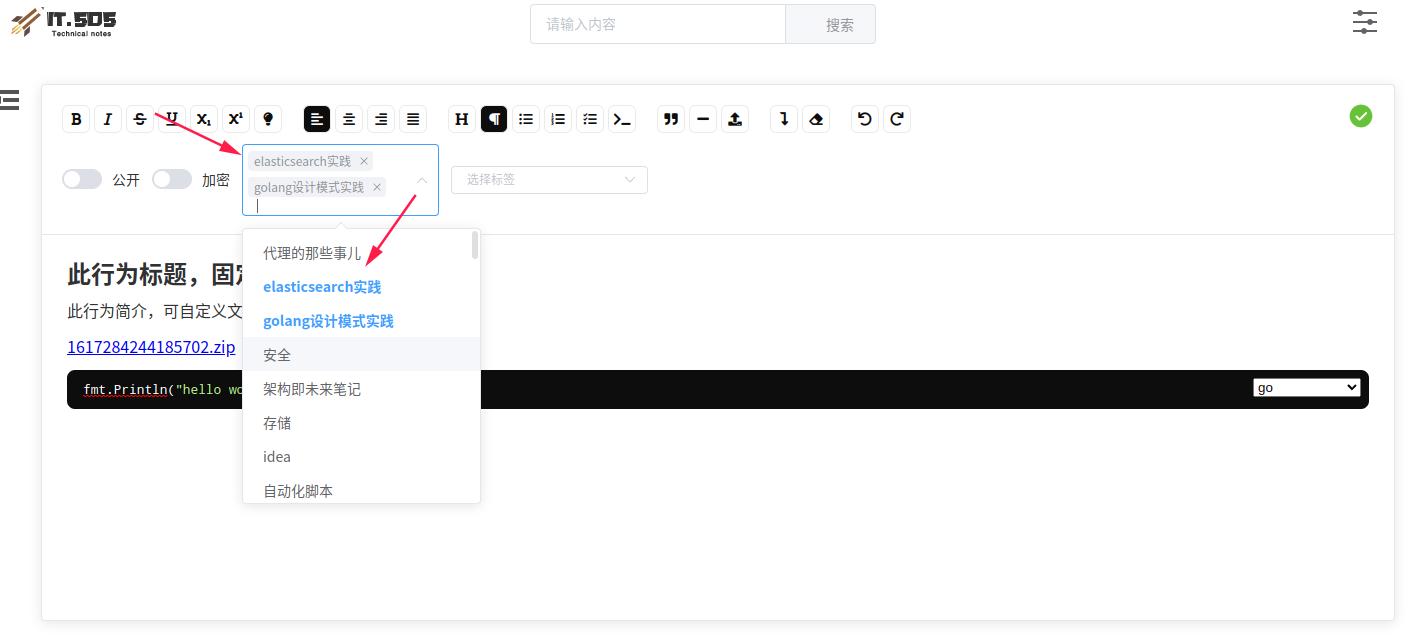 IT.SOS
Technical notes
请输入内容
搜索
公开
加密
elasticsearch实践
golang设计模式实践
选择标签
代理的那些事儿
elasticsearch实践
golang设计模式实践
安全
架构即未来笔记
存储
idea
自动化脚本
此行为标题，固
此行为简介，可自定义文
1617284244185702.zip
fmt.Println("hello wo
go